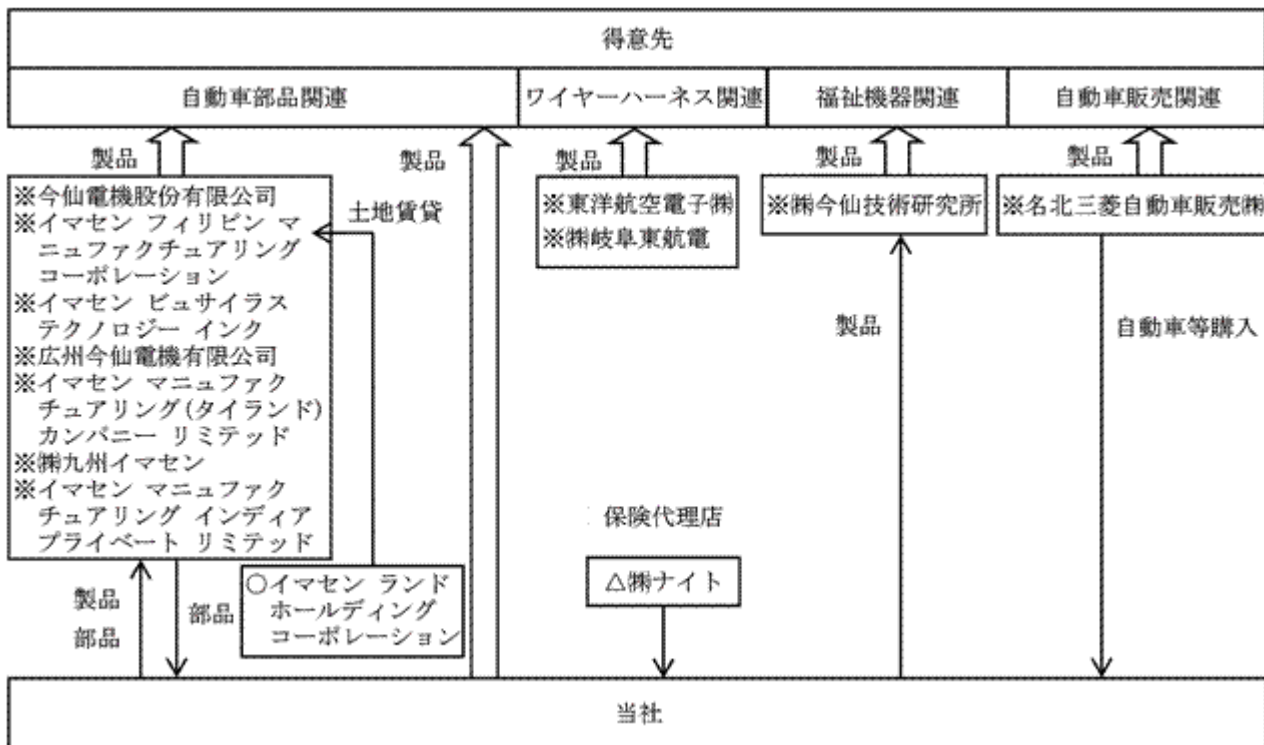 得意先
自動車部品関連
ワイヤーハーネス関連
福祉機器関連
自動車販売関連
製品
製品
製品
製品
製品
※今仙電機股份有限公司
※イマセン フィリピン マ
ニュファクチュアリング
コーポレーション
※イマセン ビュサイラス
テクノロジー インク
※広州今仙電機有限公司
※イマセン マニュファク
チュアリング(タイランド)
カンパニー リミテッド
※㈱九州イマセン
※イマセン マニュファク
チュアリング インディア
プライベート リミテッド
土地賃貸
※東洋航空電子㈱
※㈱岐阜東航電
※㈱今仙技術研究所
※名北三菱自動車販売㈱
製品
自動車等購入
保険代理店
△㈱ナイト
製品
部品
部品
○イマセン ランド
ホールディング
コーポレーション
当社